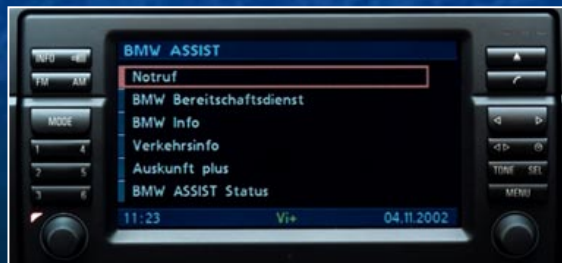 BMW ASSIST
Notruf
BMW Bereitschaftsdienst
BMW Info
Verkehrsinfo
Auskunft plus
BMW ASSIST Status
11:23 Vi+ 04.11.2002
INFO
FM AM
MODE
1 4
2 5
3 6
TONE SEL
MENU